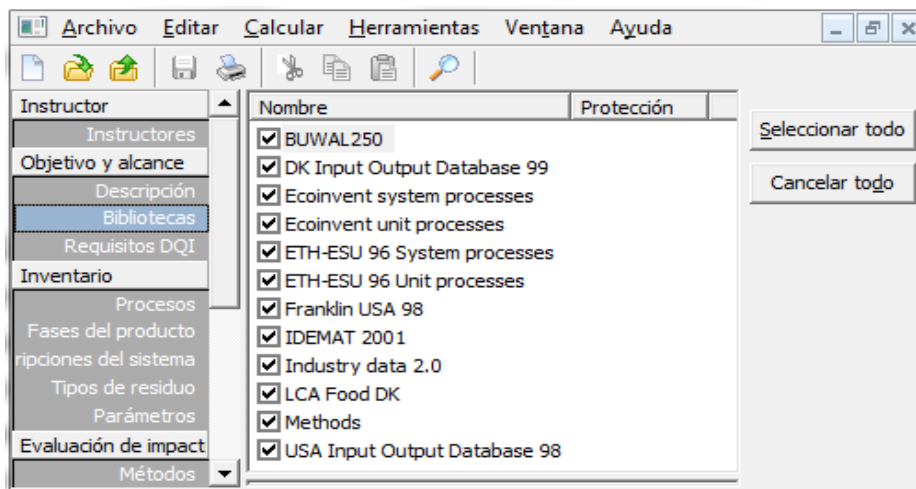 Archivo Editar Calcular Herramientas Ventana Ayuda
Instructor
Instructores
Objetivo y alcance
Descripción
Bibliotecas
Requisitos DQI
Inventario
Procesos
Fases del producto
ripciones del sistema
Tipos de residuo
Parámetros
Evaluación de impact
Métodos
Nombre Protección
BUWAL250
DK Input Output Database 99
Ecoinvent system processes
Ecoinvent unit processes
ETH-ESU 96 System processes
ETH-ESU 96 Unit processes
Franklin USA 98
IDEMAT 2001
Industry data 2.0
LCA Food DK
Methods
USA Input Output Database 98
Seleccionar todo
Cancelar todo